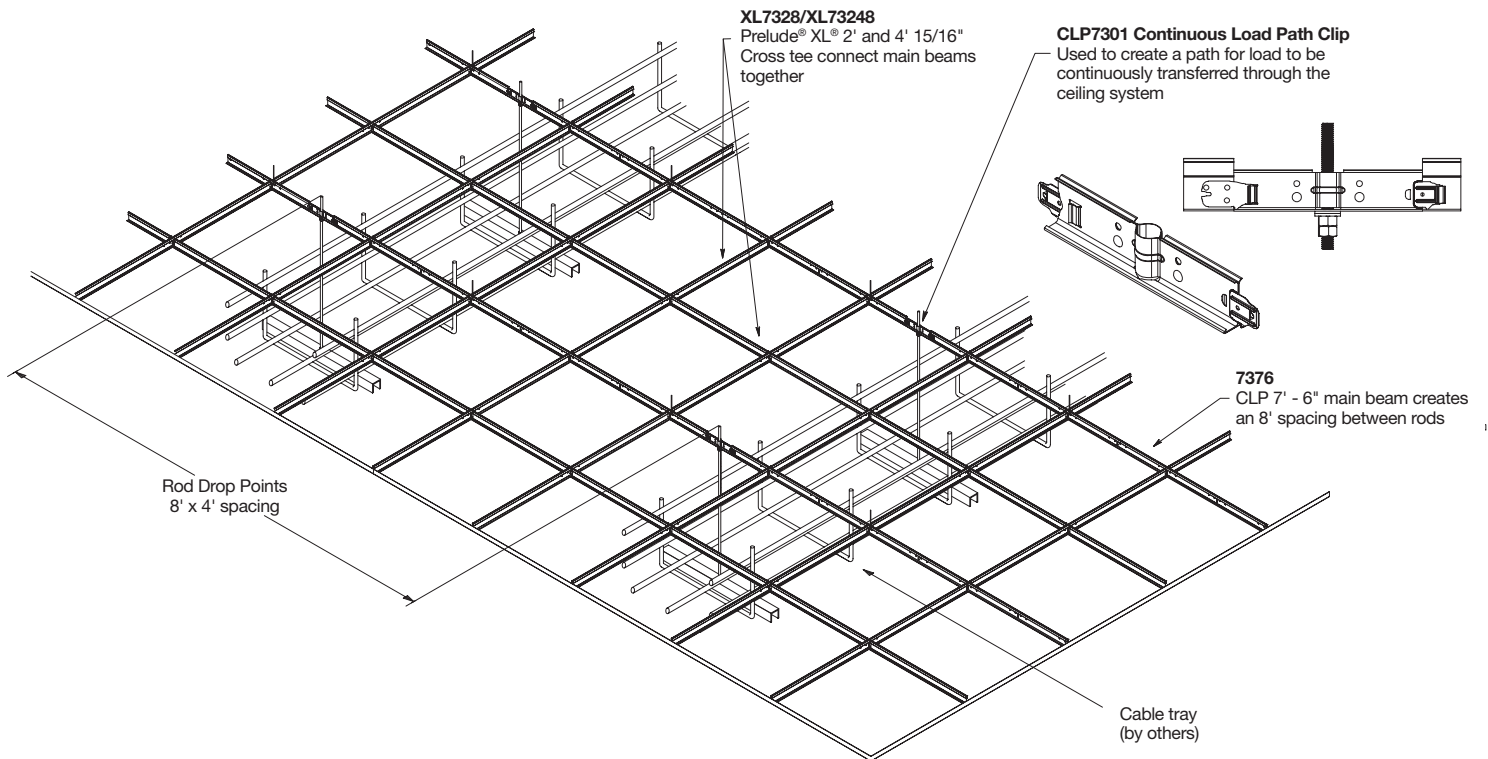 XL7328/XL73248
Prelude® XL® 2' and 4' 15/16"
Cross tee connect main beams
together
CLP7301 Continuous Load Path Clip
Used to create a path for load to be
continuously transferred through the
ceiling system
7376
CLP 7' - 6" main beam creates
an 8' spacing between rods
Rod Drop Points
8' x 4' spacing
Cable tray
(by others)